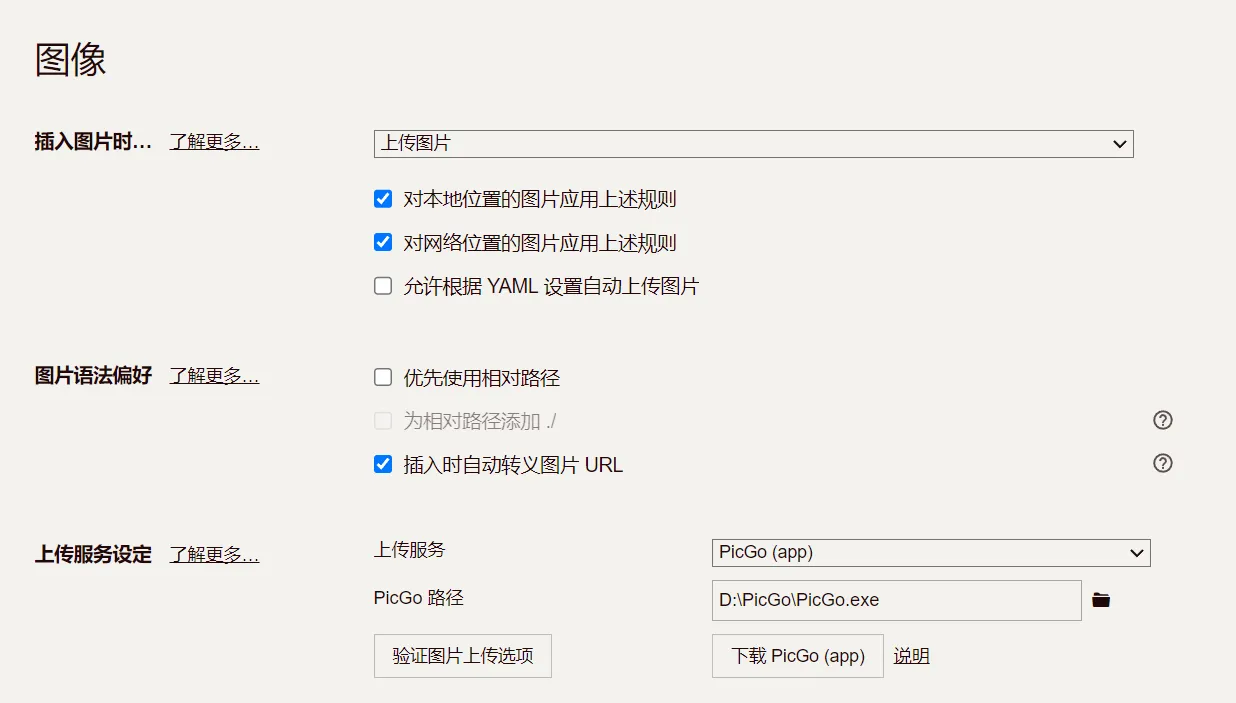 图像
插入图片时... 了解更多... 上传图片
对本地位置的图片应用上述规则
对网络位置的图片应用上述规则
允许根据 YAML 设置自动上传图片
图片语法偏好 了解更多... 优先使用相对路径
为相对路径添加 ./
插入时自动转义图片 URL
上传服务设定 了解更多... 上传服务 PicGo (app)
PicGo 路径 D:\PicGo\PicGo.exe
验证图片上传选项 下载 PicGo (app) 说明